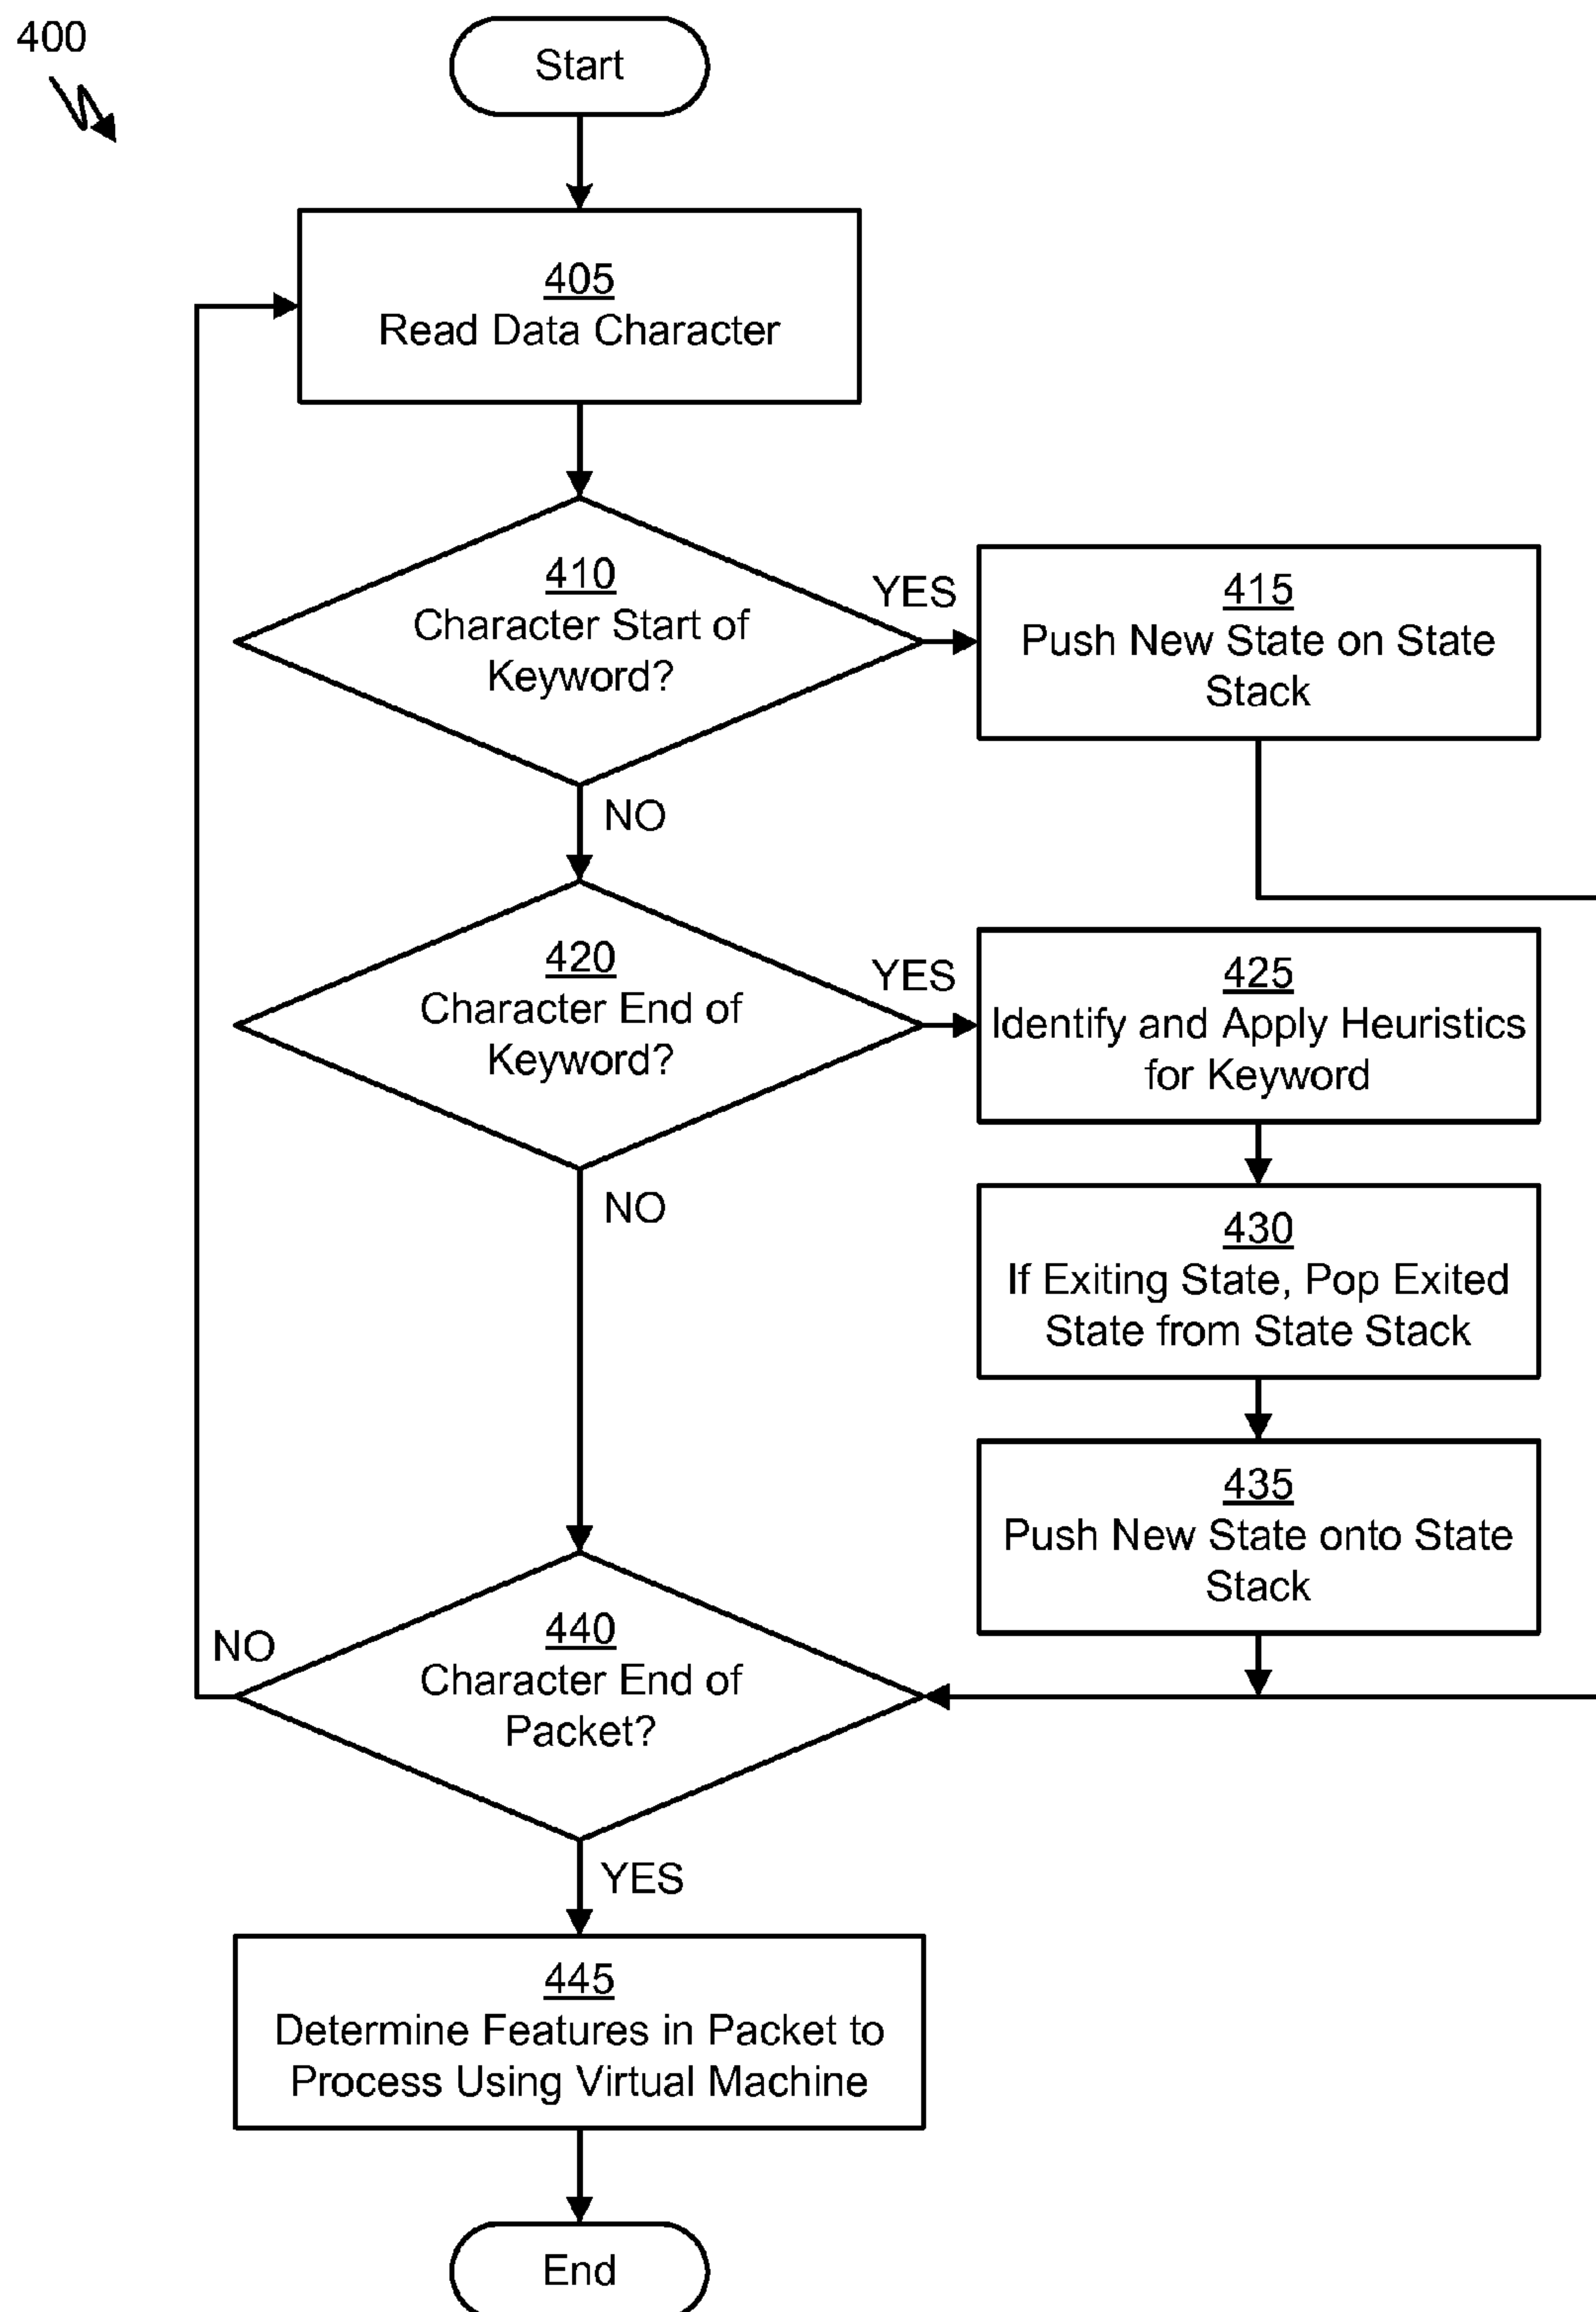 400
Start
405
Read Data Character
410
Character Start of
Keyword?
YES
415
Push New State on State
Stack
NO
420
Character End of
Keyword?
YES
425
Identify and Apply Heuristics
for Keyword
NO
430
If Exiting State, Pop Exited
State from State Stack
435
Push New State onto State
Stack
440
Character End of
Packet?
NO
YES
445
Determine Features in Packet to
Process Using Virtual Machine
End